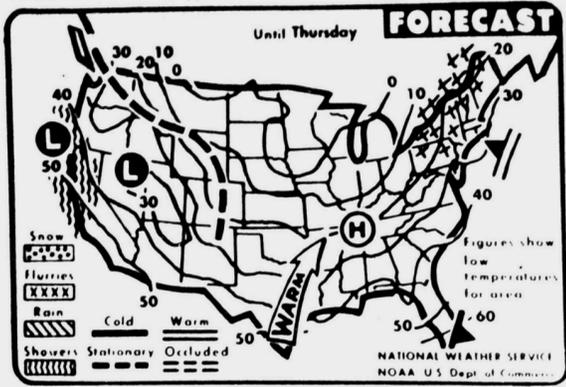 FORECAST
Until Thursday
30 20 10 0
0 10 20 30
40
L
50
L
30
40
H
Snow
Flurries
XXXX
Rain
Showers
Cold Warm
Stationary Occluded
50
50
WARM
50
60
Figures show
low
temperatures
for area
NATIONAL WEATHER SERVICE
NOAA U S Dept of Commerce